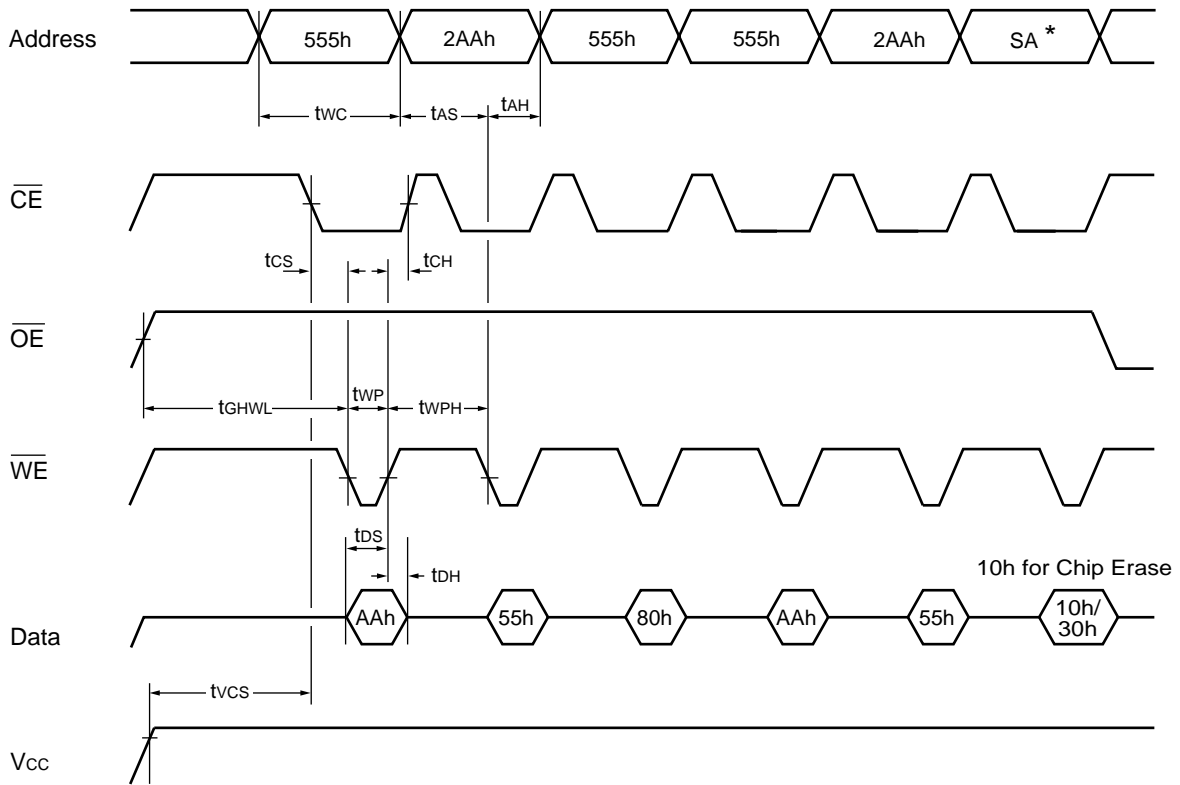 Address
555h 2AAh 555h 555h 2AAh SA *
tWC tAS tAH
CE
tCS tCH
OE
tGHWL tWP tWPH
WE
tDS
tDH
10h for Chip Erase
Data
AAh 55h 80h AAh 55h 10h/
30h
tVCS
VCC